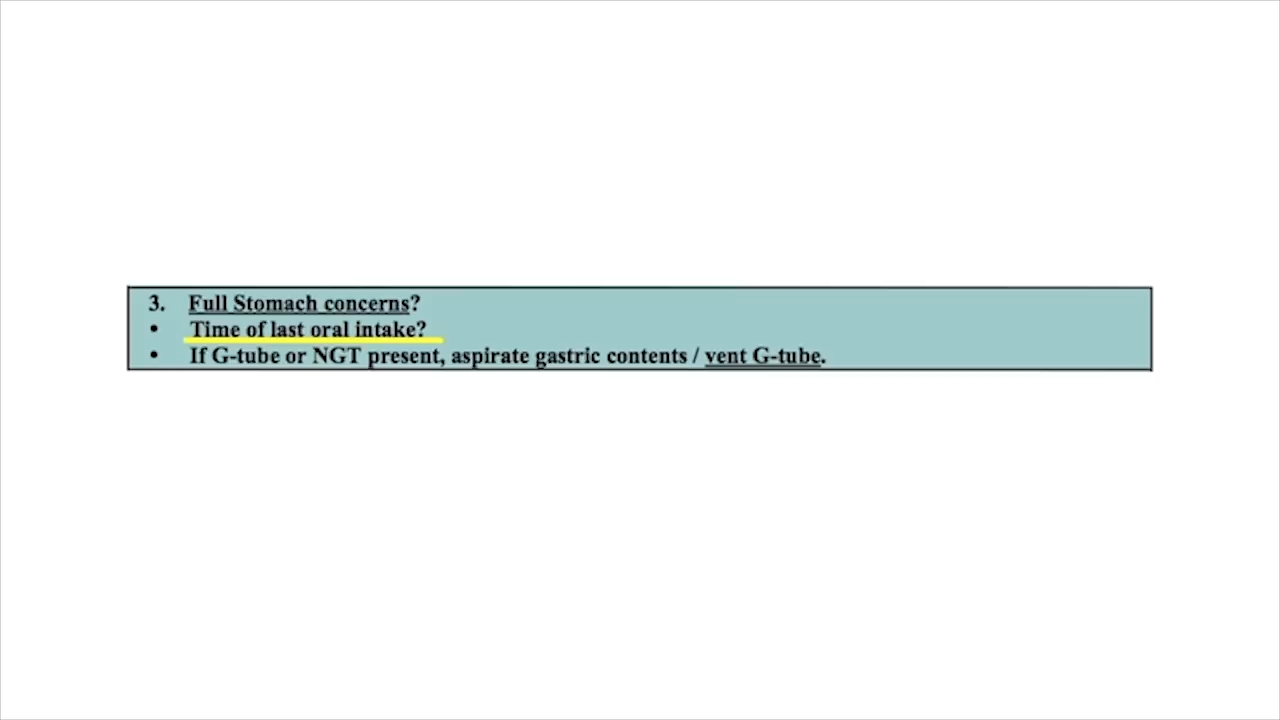 3. Full Stomach concerns?
• Time of last oral intake?
• If G-tube or NGT present, aspirate gastric contents / vent G-tube.